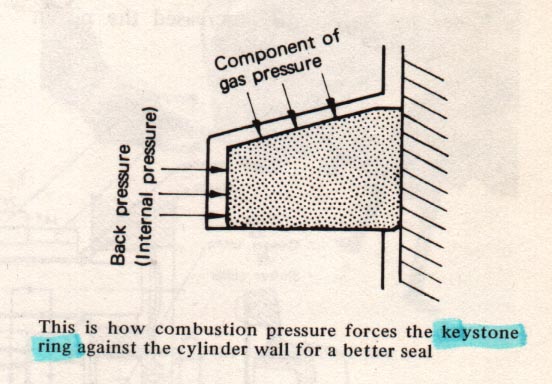 Component of
gas pressure
Back pressure
(Internal pressure)
This is how combustion pressure forces the keystone
ring against the cylinder wall for a better seal